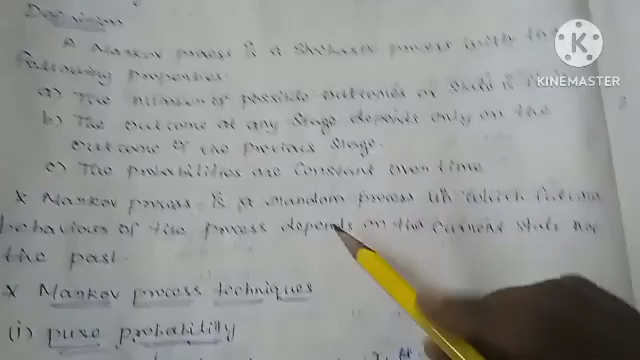 Definition
A Markov process is a Stochastic process with the
following properties.
a) The number of possible outcomes or state is
b) The outcome at any stage depends only on the
outcome of the previous stage.
c) The probabilities are constant over time
x Markov process is a random process in which future
behaviour of the process depends on the current state not
the past.
x Markov process techniques
(i) pure probability
K
KINEMASTER